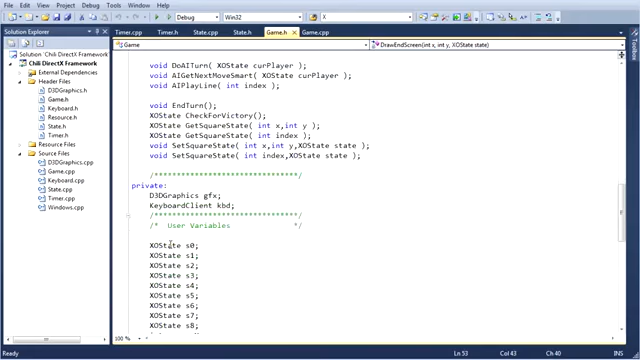 File Edit View Project Build Debug Team Data Tools Test Window Help
Debug Win32 X
Solution Explorer
Solution 'Chili DirectX Framework'
Chili DirectX Framework
External Dependencies
Header Files
D3DGraphics.h
Game.h
Keyboard.h
Resource.h
State.h
Timer.h
Resource Files
Source Files
D3DGraphics.cpp
Game.cpp
Keyboard.cpp
State.cpp
Timer.cpp
Windows.cpp
Timer.cpp Timer.h State.cpp State.h Game.h Game.cpp
Game DrawEndScreen(int x, int y, XOState state)
void DoAITurn( XOState curPlayer );
void AIGetNextMoveSmart( XOState curPlayer );
void AIPlayLine( int index );
void EndTurn();
XOState CheckForVictory();
XOState GetSquareState( int x,int y );
XOState GetSquareState( int index );
void SetSquareState( int x,int y,XOState state );
void SetSquareState( int index,XOState state );
/********************************/
private:
D3DGraphics gfx;
KeyboardClient kbd;
/********************************/
/* User Variables */
XOState s0;
XOState s1;
XOState s2;
XOState s3;
XOState s4;
XOState s5;
XOState s6;
XOState s7;
XOState s8;
100 %
Ready Ln 53 Col 43 Ch 40 INS
Toolbox